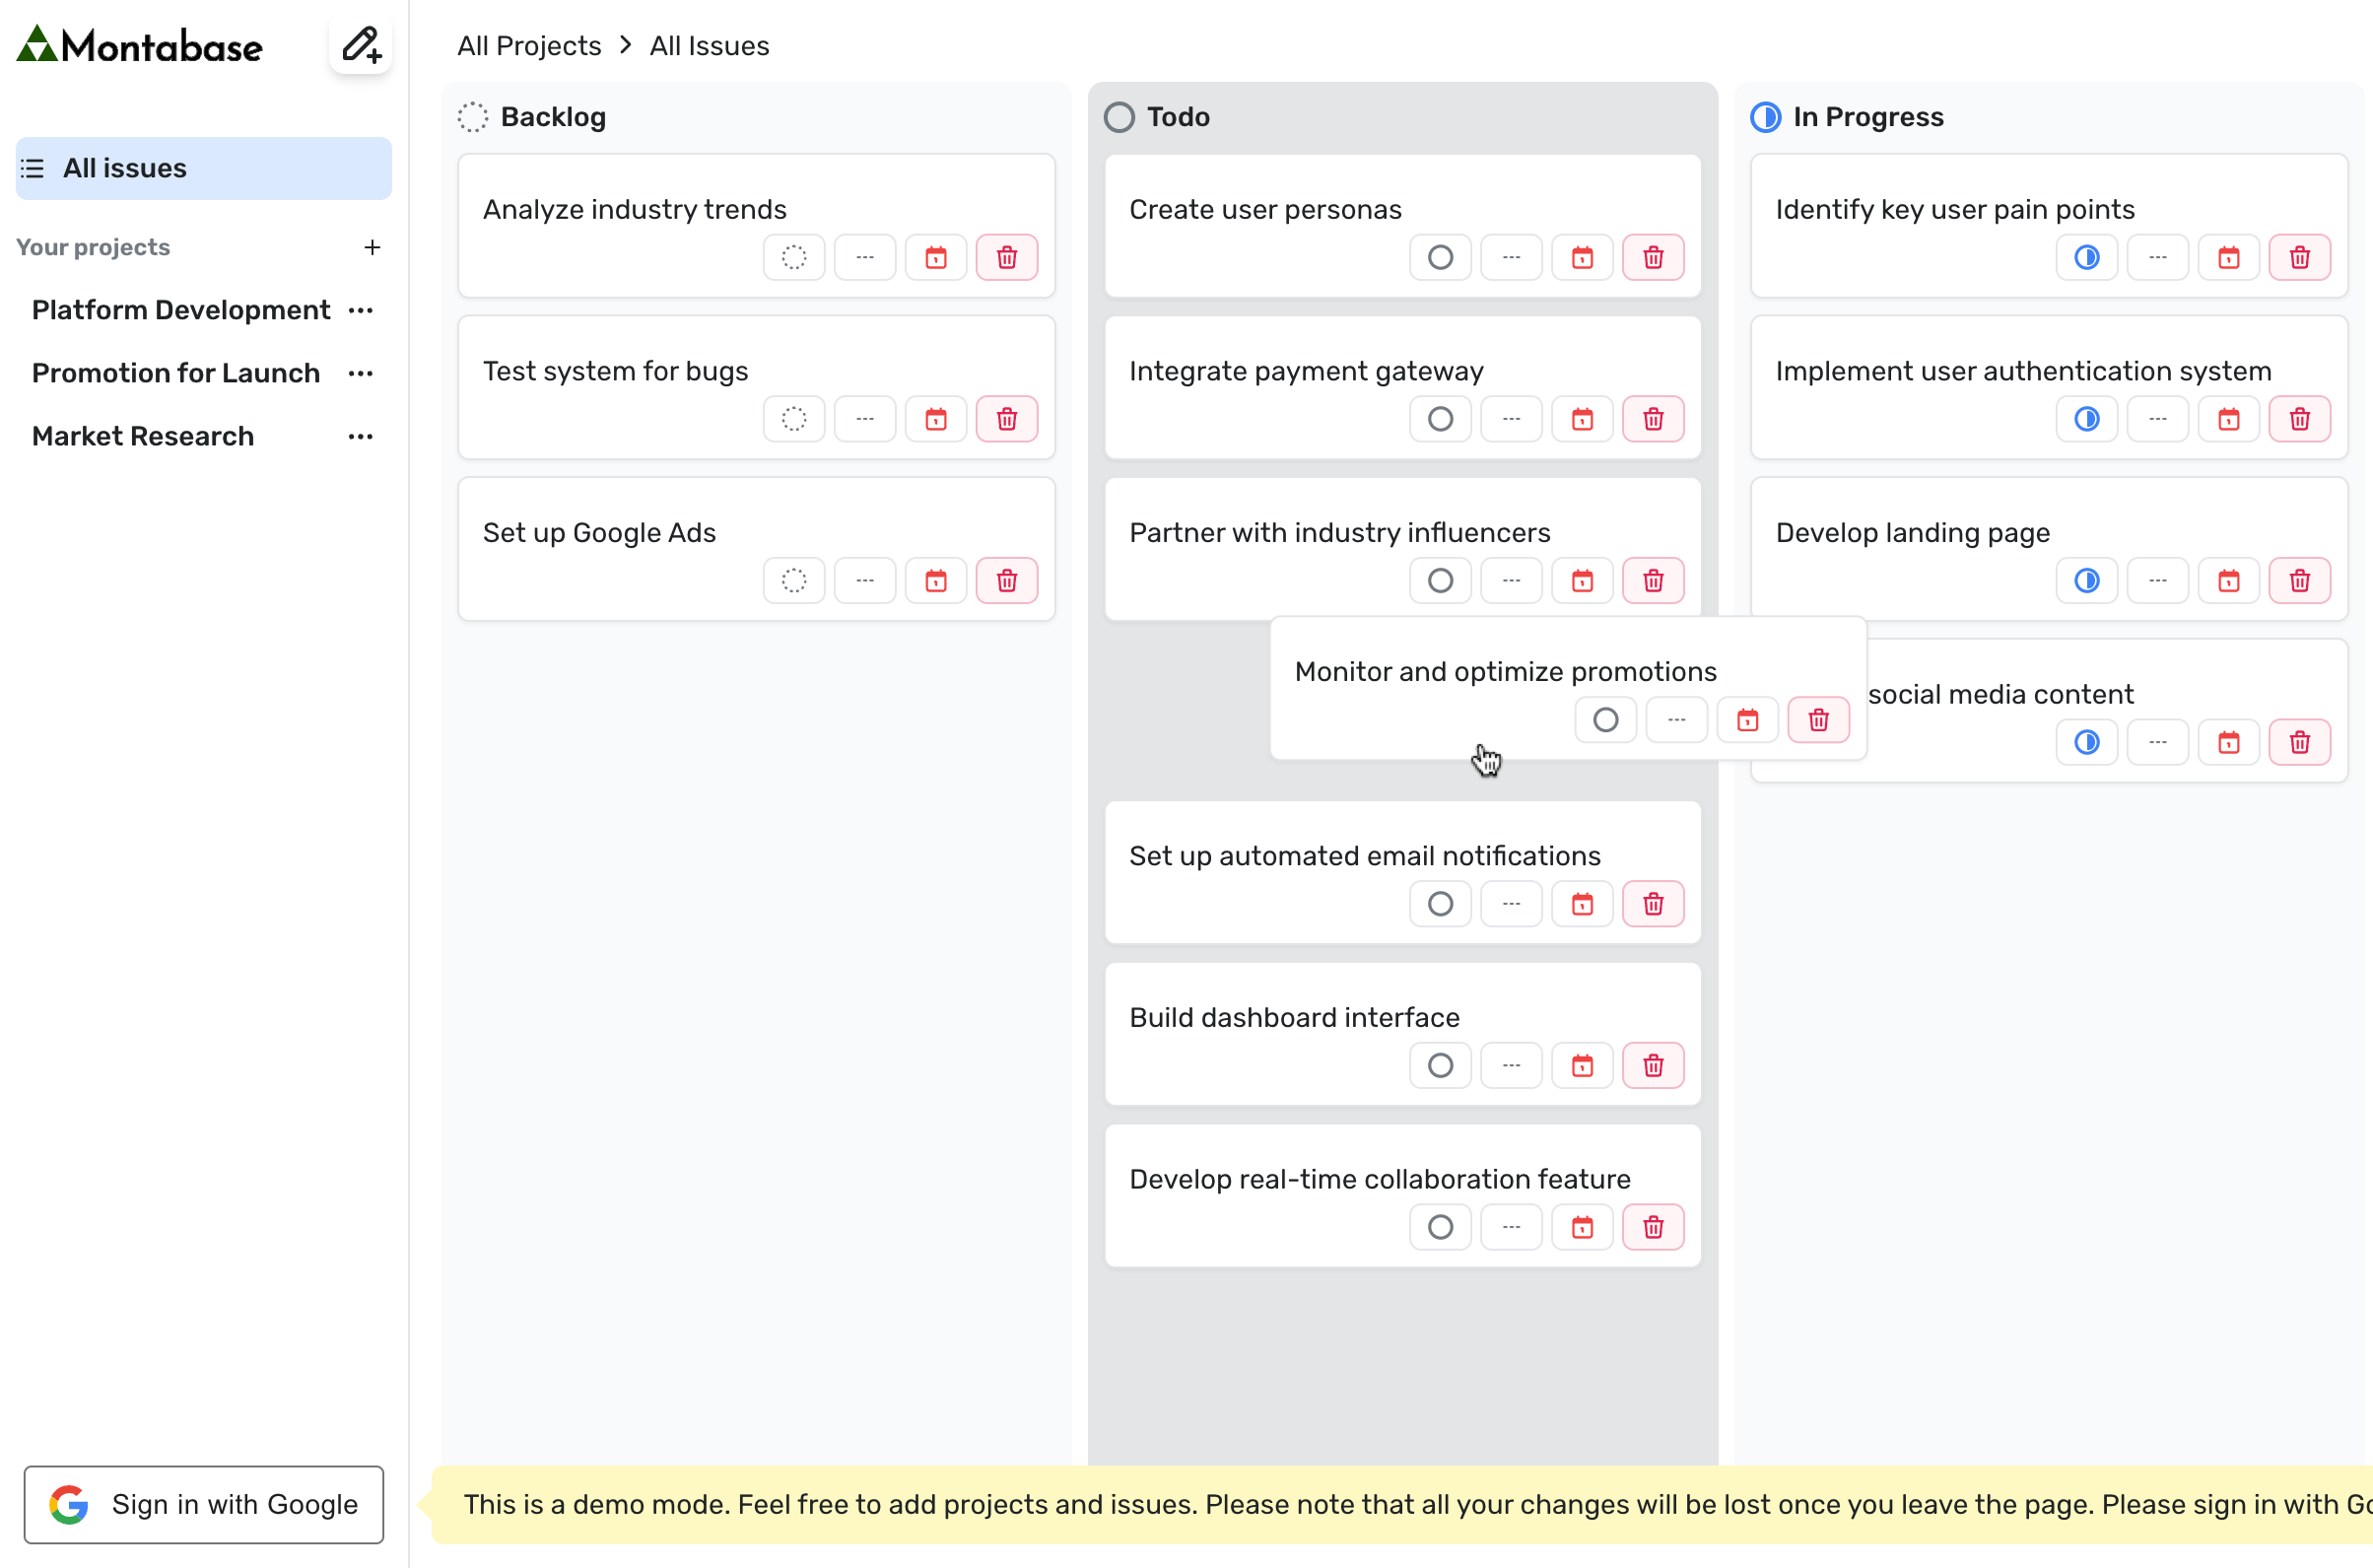 Montabase
All issues
Your projects
Platform Development
Promotion for Launch
Market Research
Sign in with Google
All Projects > All Issues
Backlog
Analyze industry trends
Test system for bugs
Set up Google Ads
Todo
Create user personas
Integrate payment gateway
Partner with industry influencers
Monitor and optimize promotions
Set up automated email notifications
Build dashboard interface
Develop real-time collaboration feature
In Progress
Identify key user pain points
Implement user authentication system
Develop landing page
social media content
This is a demo mode. Feel free to add projects and issues. Please note that all your changes will be lost once you leave the page. Please sign in with